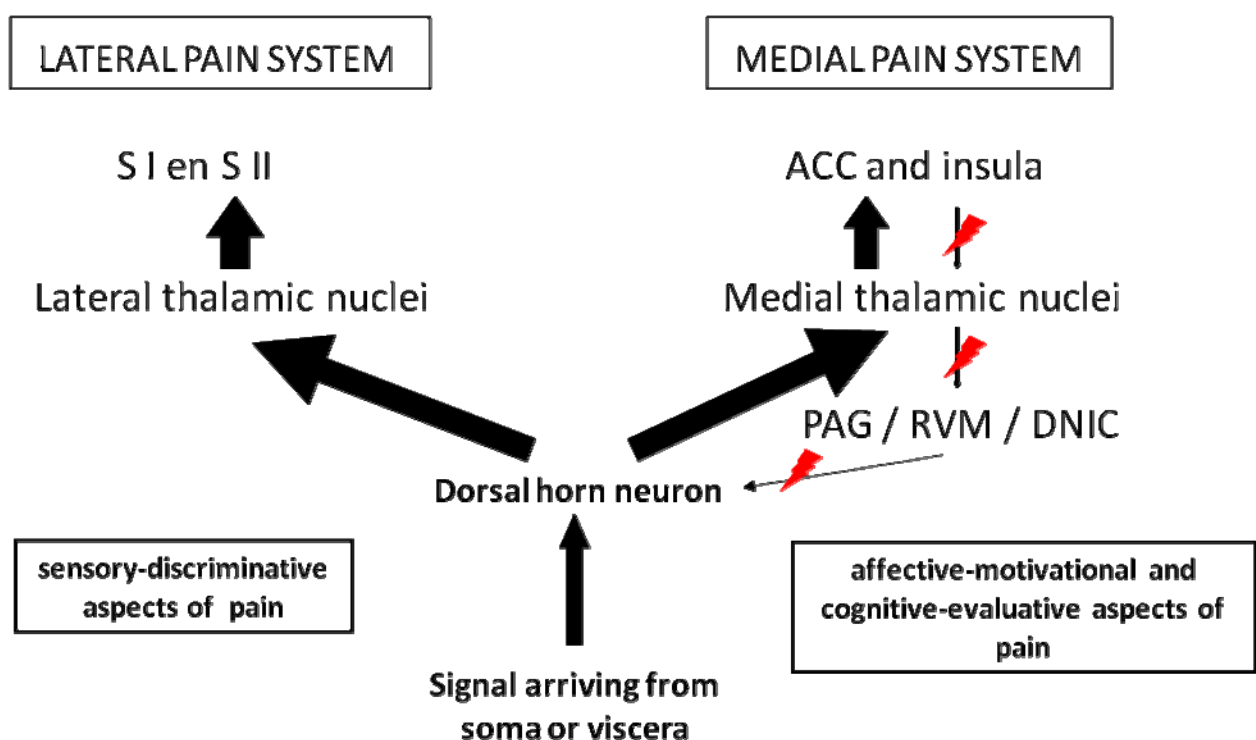 LATERAL PAIN SYSTEM
MEDIAL PAIN SYSTEM
S I en S II
ACC and insula
Lateral thalamic nuclei
Medial thalamic nuclei
PAG / RVM / DNIC
Dorsal horn neuron
sensory-discriminative
aspects of pain
affective-motivational and
cognitive-evaluative aspects of
pain
Signal arriving from
soma or viscera